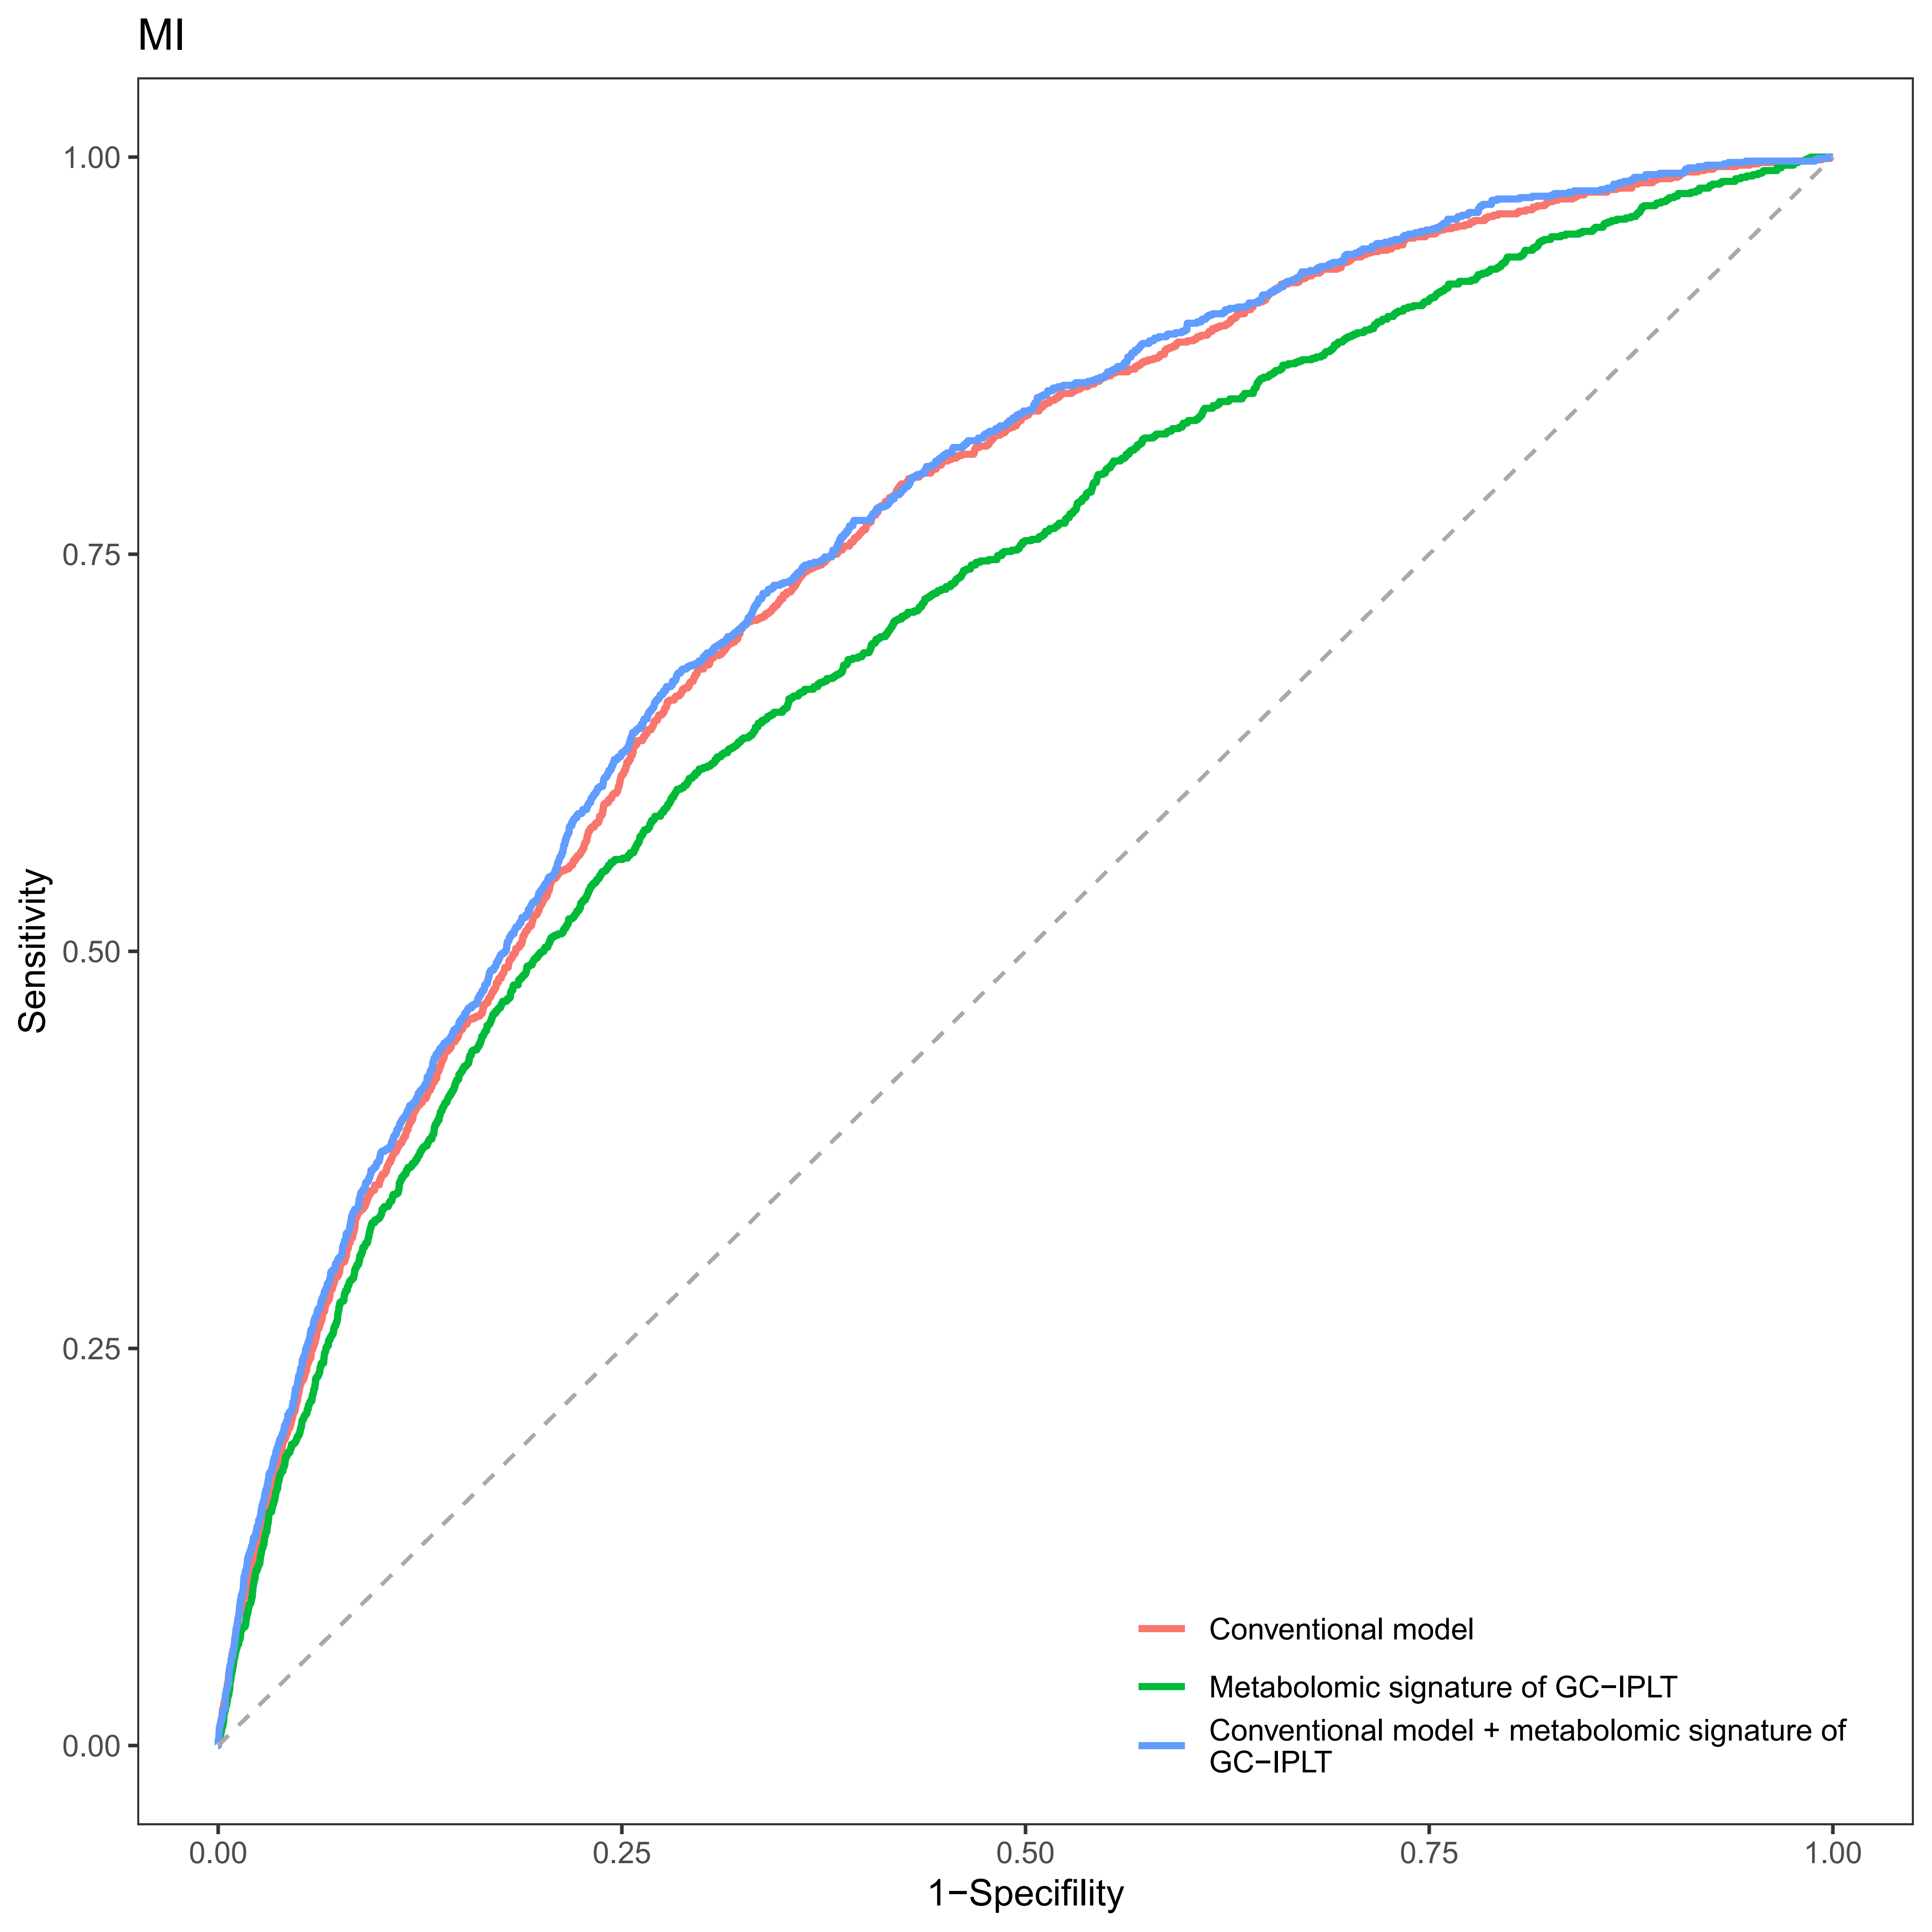 MI
1.00
0.75
0.50
0.25
0.00
Sensitivity
Conventional model
Metabolomic signature of GC−IPLT
Conventional model + metabolomic signature of
GC−IPLT
0.00
0.25
0.50
0.75
1.00
1−Specifility